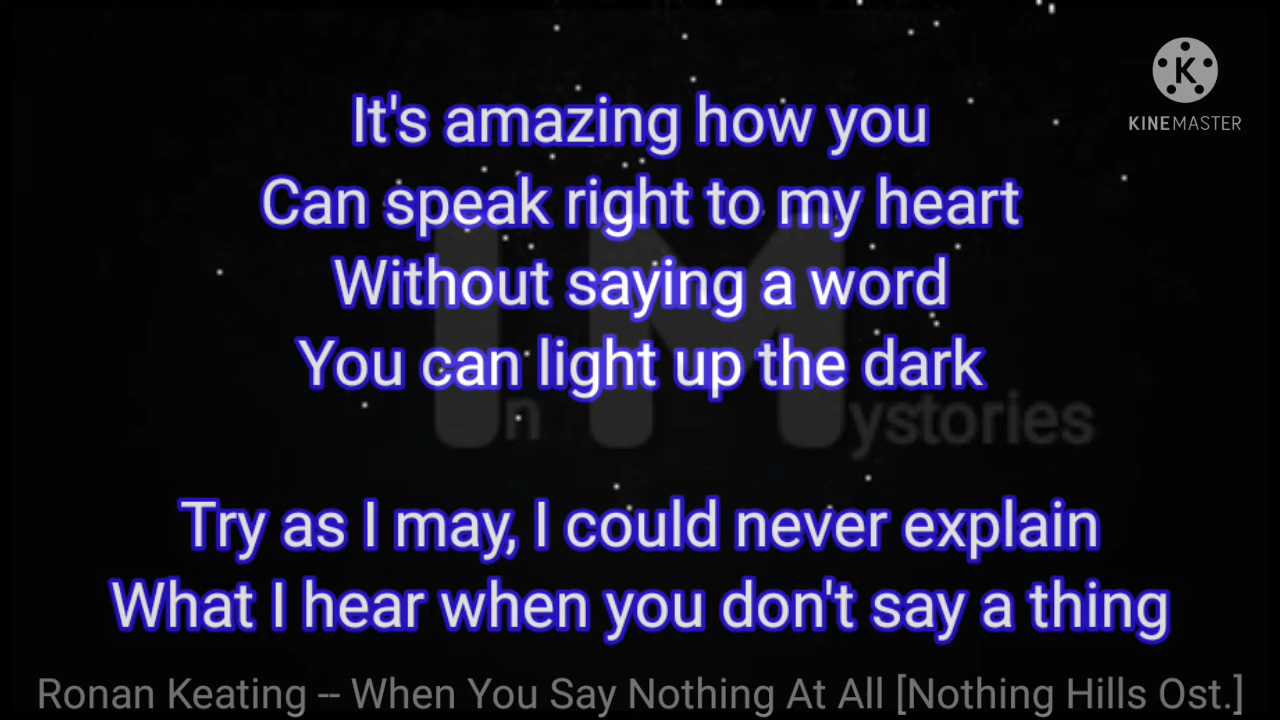 It's amazing how you
K
KINEMASTER
Can speak right to my heart
Without saying a word
You can light up the dark
In Mystories
Try as I may, I could never explain
What I hear when you don't say a thing
Ronan Keating -- When You Say Nothing At All [Nothing Hills Ost.]